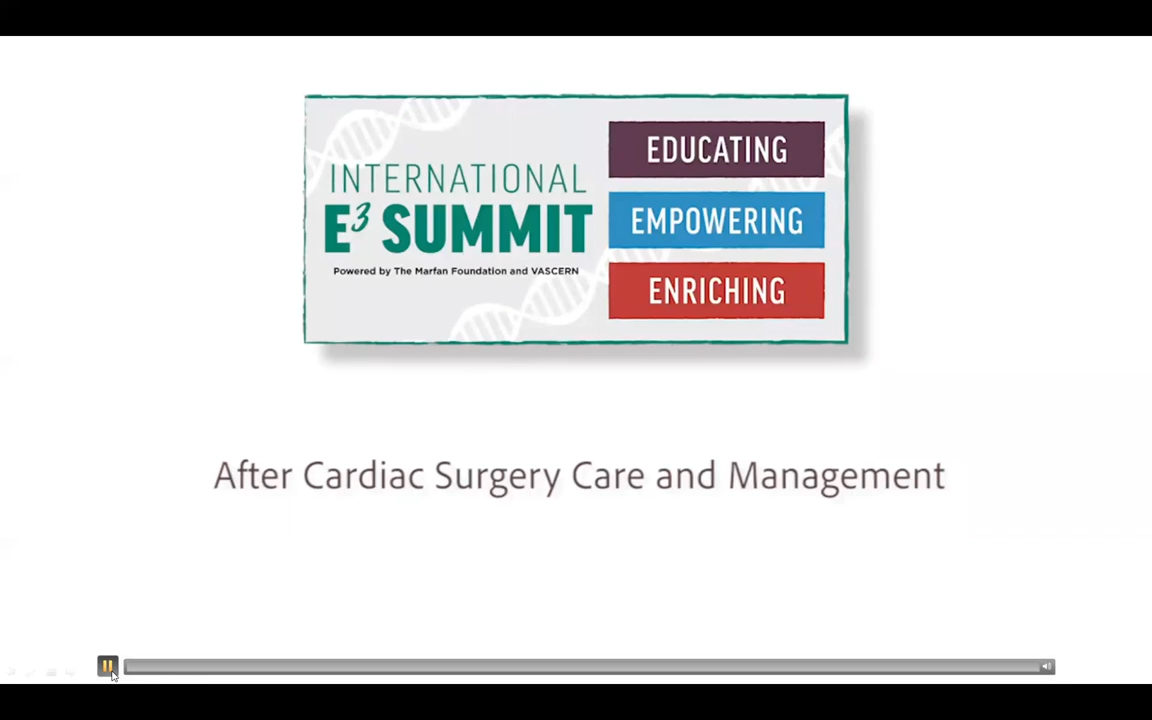 INTERNATIONAL
E³ SUMMIT
Powered by The Marfan Foundation and VASCERN
EDUCATING
EMPOWERING
ENRICHING
After Cardiac Surgery Care and Management